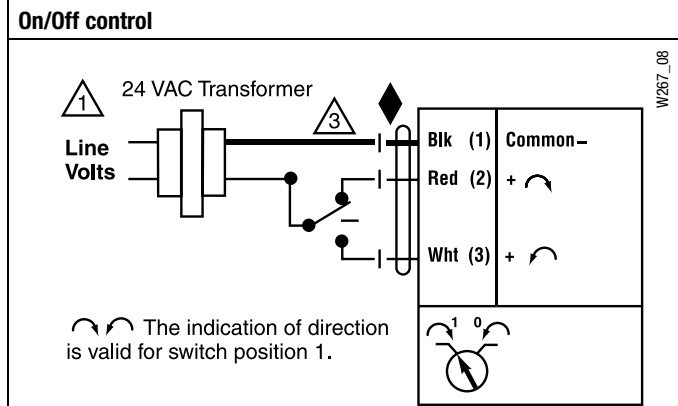 On/Off control
W267_08
1 24 VAC Transformer
3
Line
Volts
Blk (1) Common–
Red (2) +
Wht (3) +
The indication of direction
is valid for switch position 1.
1 0